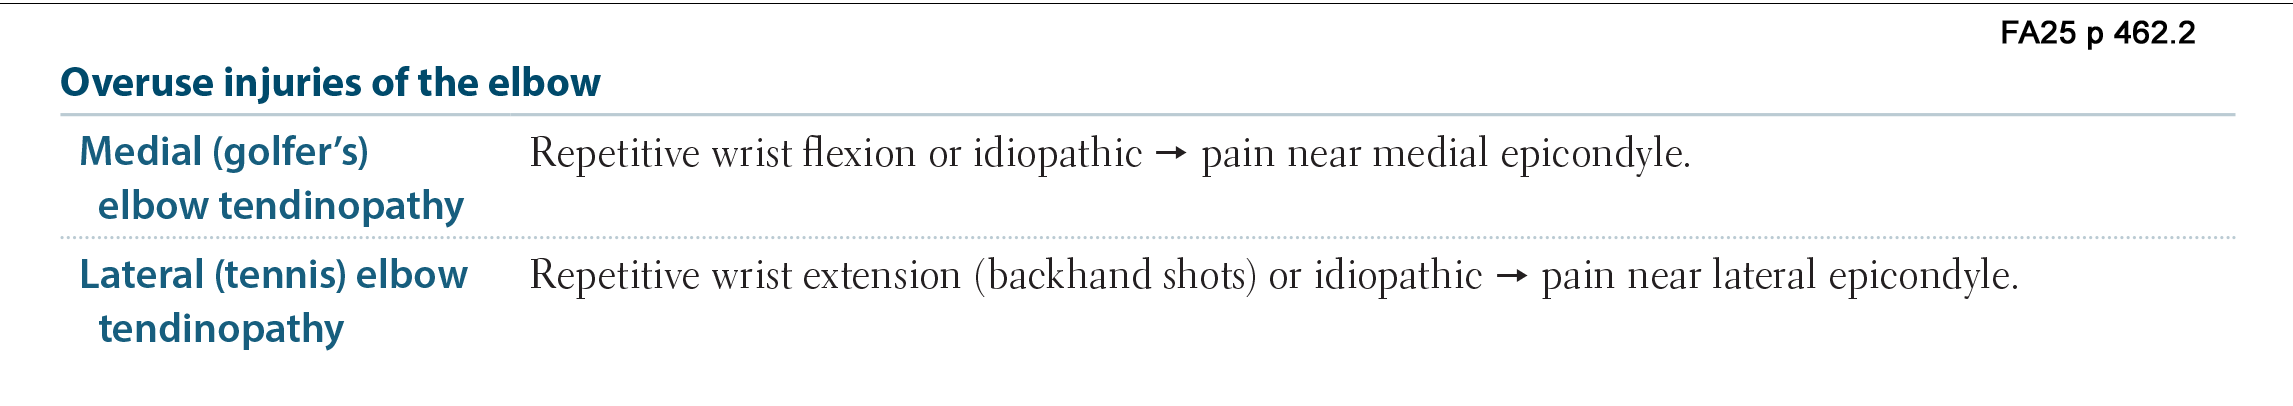 FA25 p 462.2
Overuse injuries of the elbow
Medial (golfer’s) Repetitive wrist flexion or idiopathic → pain near medial epicondyle.
elbow tendinopathy
Lateral (tennis) elbow Repetitive wrist extension (backhand shots) or idiopathic → pain near lateral epicondyle.
tendinopathy